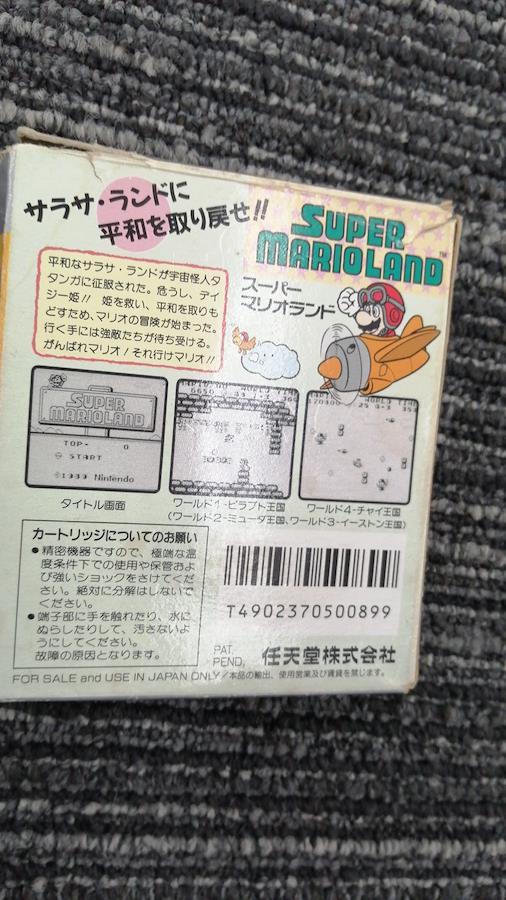 サラサ・ランドに
平和を取り戻せ!!
SUPER
MARIOLAND™
スーパー
マリオランド
平和なサラサ・ランドが宇宙怪人タ
タンガに征服された。危うし、デイ
ジー姫!! 姫を救い、平和を取りも
どすため、マリオの冒険が始まった。
行く手には強敵たちが待ち受ける。
がんばれマリオ!それ行けマリオ!!
SUPER
MARIOLAND
TOP- 0
START
©1989 Nintendo
タイトル画面
ワールド1-ピラプト王国
(ワールド2-ミューダ王国、ワールド3-イーストン王国)
ワールド4-チャイ王国
カートリッジについてのお願い
●精密機器ですので、極端な温
度条件下での使用や保管およ
び強いショックをさけてくだ
さい。絶対に分解はしないで
ください。
●端子部に手を触れたり、水に
ぬらしたりして、汚さないよ
うにしてください。
故障の原因となります。
T4902370500899
PAT.
PEND,
任天堂株式会社
FOR SALE and USE IN JAPAN ONLY/本品の輸出、使用営業及び賃貸を禁じます。